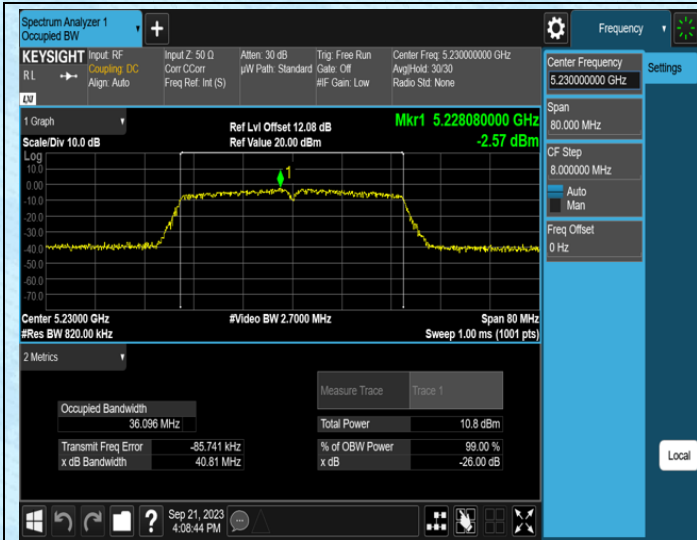 Spectrum Analyzer 1
Occupied BW
Frequency
KEYSIGHT
RL
Input: RF
Coupling: DC
Align: Auto
Input Z: 50 Ω
Corr CCorr
Freq Ref: Int (S)
Atten: 30 dB
µW Path: Standard
Trig: Free Run
Gate: Off
#IF Gain: Low
Center Freq: 5.230000000 GHz
Avg|Hold: 30/30
Radio Std: None
LXI
1 Graph
Scale/Div 10.0 dB
Ref Lvl Offset 12.08 dB
Ref Value 20.00 dBm
Mkr1 5.228080000 GHz
-2.57 dBm
Log
10.0
0.00
-10.0
-20.0
-30.0
-40.0
-50.0
-60.0
-70.0
1
Center 5.23000 GHz
#Res BW 820.00 kHz
#Video BW 2.7000 MHz
Span 80 MHz
Sweep 1.00 ms (1001 pts)
2 Metrics
Measure Trace
Trace 1
Occupied Bandwidth
36.096 MHz
Total Power
10.8 dBm
Transmit Freq Error
-85.741 kHz
% of OBW Power
99.00 %
x dB Bandwidth
40.81 MHz
x dB
-26.00 dB
Sep 21, 2023
4:08:44 PM
Center Frequency
5.230000000 GHz
Settings
Span
80.000 MHz
CF Step
8.000000 MHz
Auto
Man
Freq Offset
0 Hz
Local